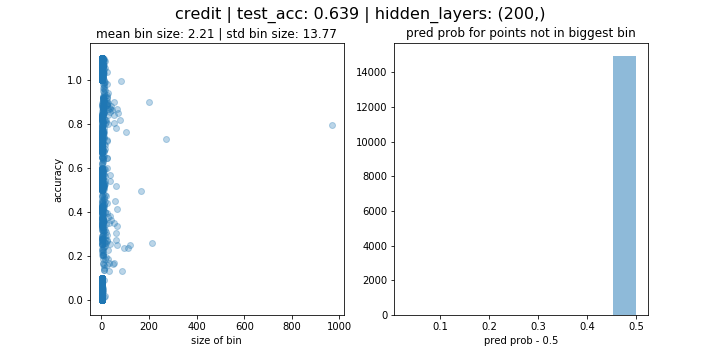 credit | test_acc: 0.639 | hidden_layers: (200,)
mean bin size: 2.21 | std bin size: 13.77
pred prob for points not in biggest bin
accuracy
1.0
0.8
0.6
0.4
0.2
0.0
0 200 400 600 800 1000
size of bin
14000
12000
10000
8000
6000
4000
2000
0
0.1 0.2 0.3 0.4 0.5
pred prob - 0.5